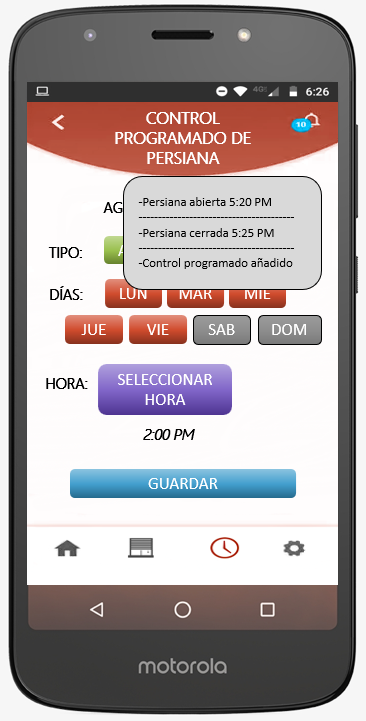 6:26
CONTROL
PROGRAMADO DE
PERSIANA
10
-Persiana abierta 5:20 PM
-Persiana cerrada 5:25 PM
-Control programado añadido
TIPO:
DÍAS:
LUN MAR MIE
JUE VIE SAB DOM
HORA:
SELECCIONAR
HORA
2:00 PM
GUARDAR
motorola